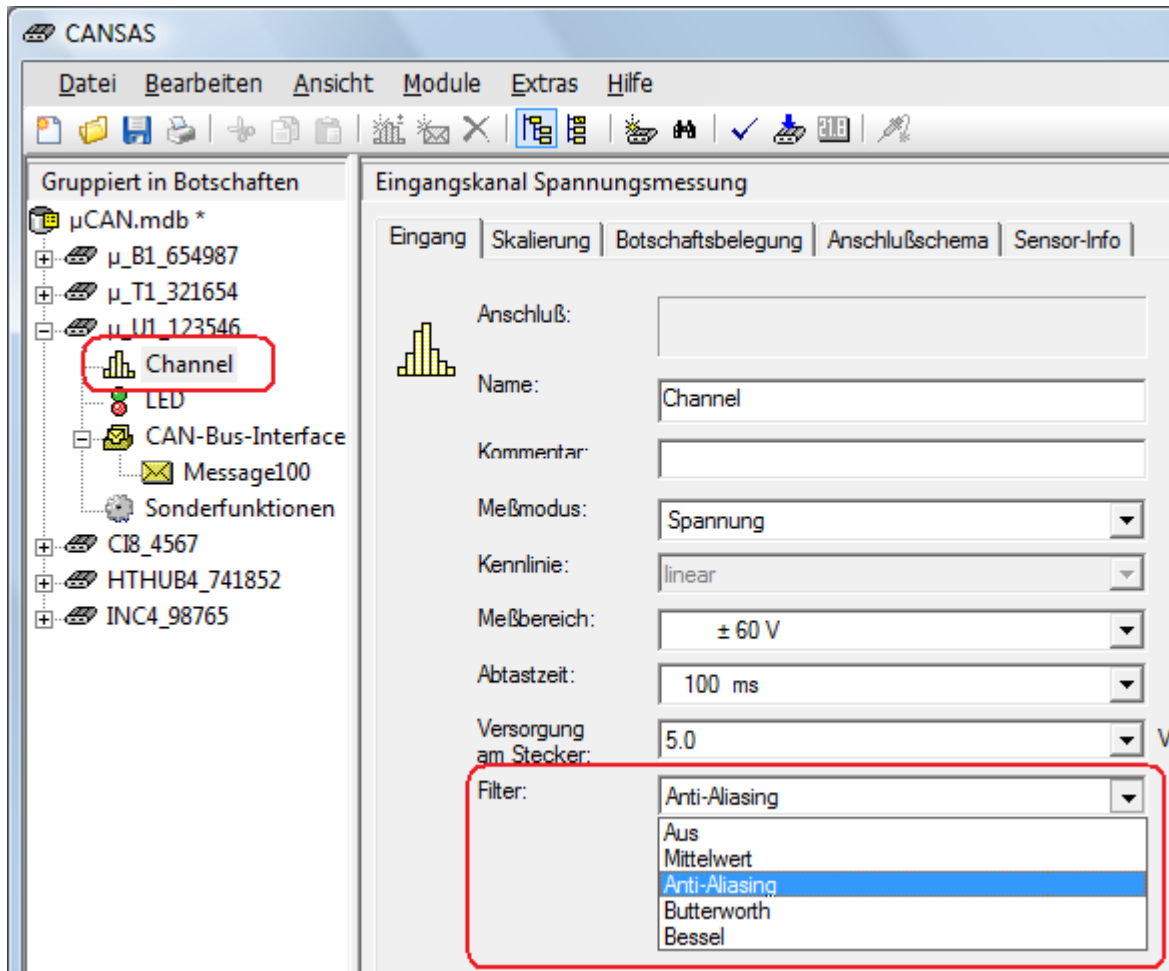 CANSAS
Datei Bearbeiten Ansicht Module Extras Hilfe
Gruppiert in Botschaften
µCAN.mdb *
µ_B1_654987
µ_T1_321654
µ_U1_123546
Channel
LED
CAN-Bus-Interface
Message100
Sonderfunktionen
CI8_4567
HTHUB4_741852
INC4_98765
Eingangskanal Spannungsmessung
Eingang Skalierung Botschaftsbelegung Anschlußschema Sensor-Info
Anschluß:
Name: Channel
Kommentar:
Meßmodus: Spannung
Kennlinie: linear
Meßbereich: ± 60 V
Abtastzeit: 100 ms
Versorgung
am Stecker: 5.0 V
Filter: Anti-Aliasing
Aus
Mittelwert
Anti-Aliasing
Butterworth
Bessel